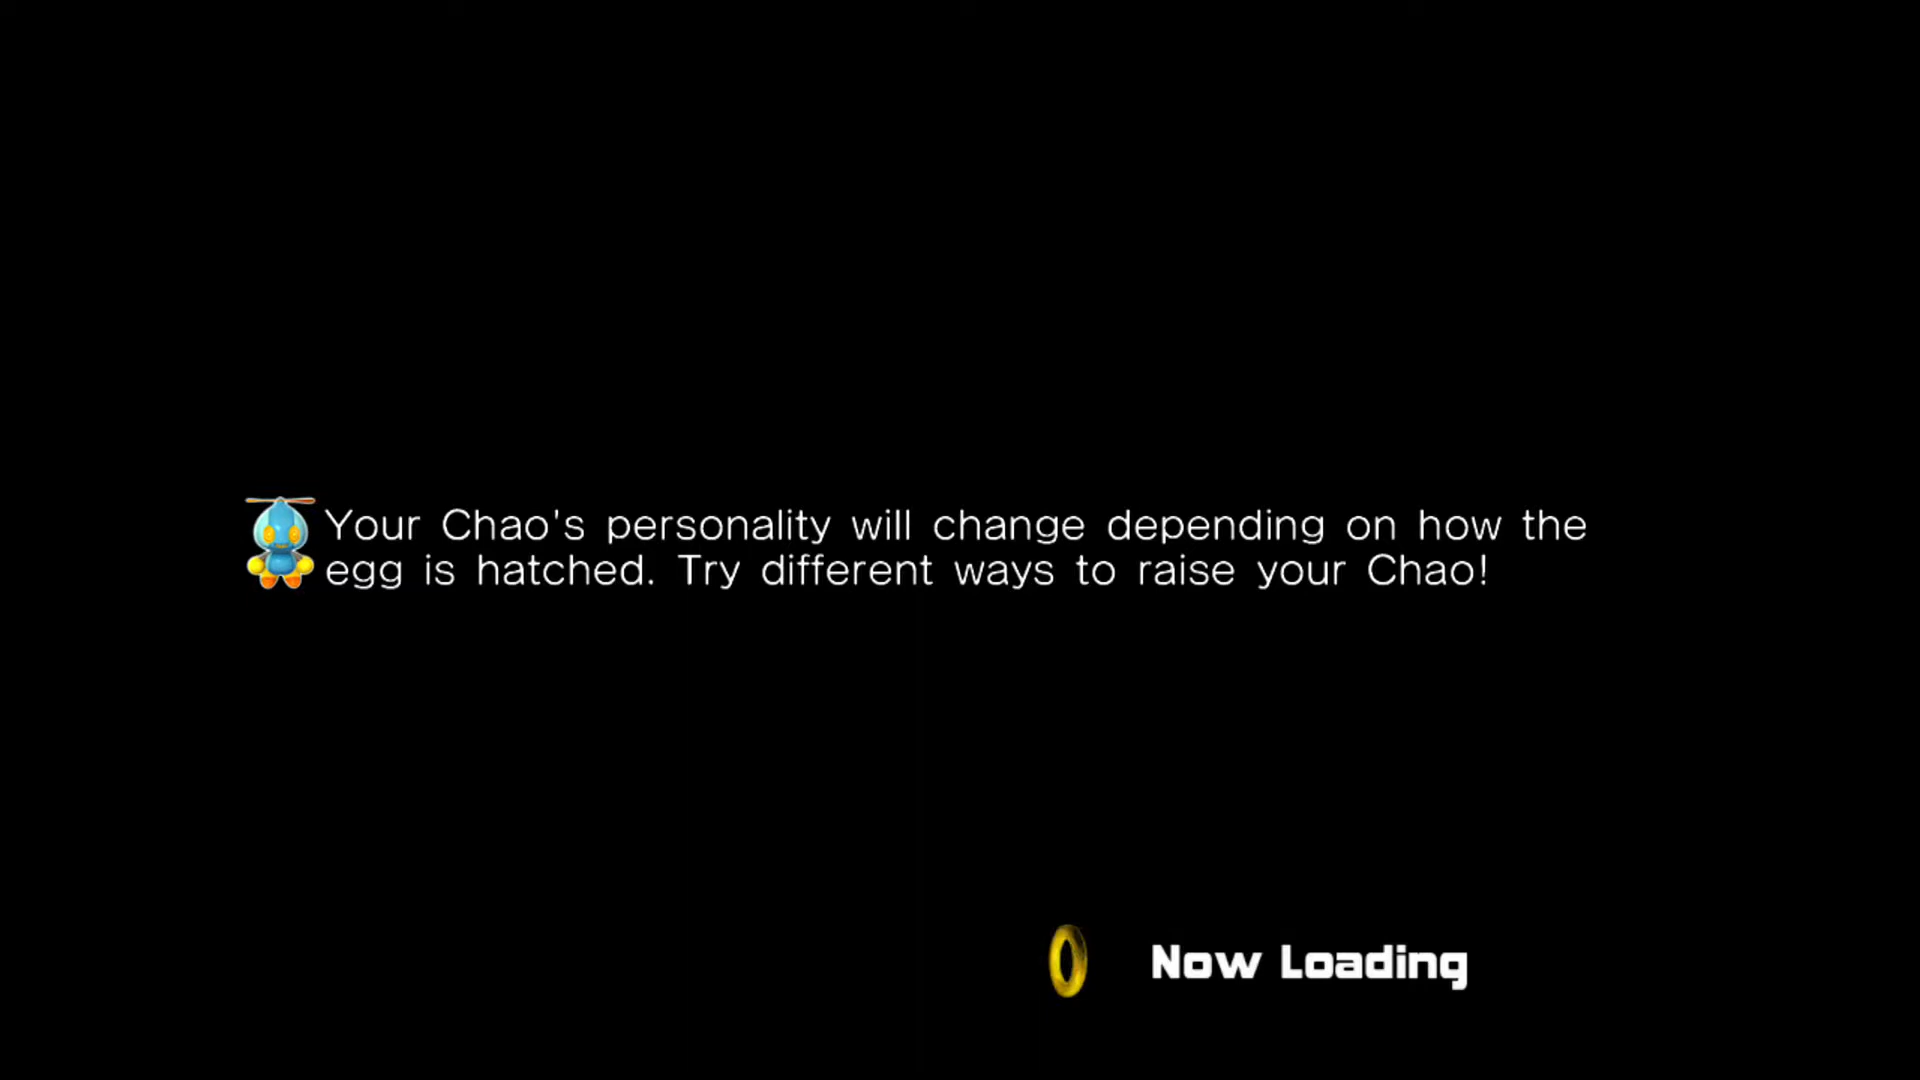 Your Chao's personality will change depending on how the
egg is hatched. Try different ways to raise your Chao!
Now Loading